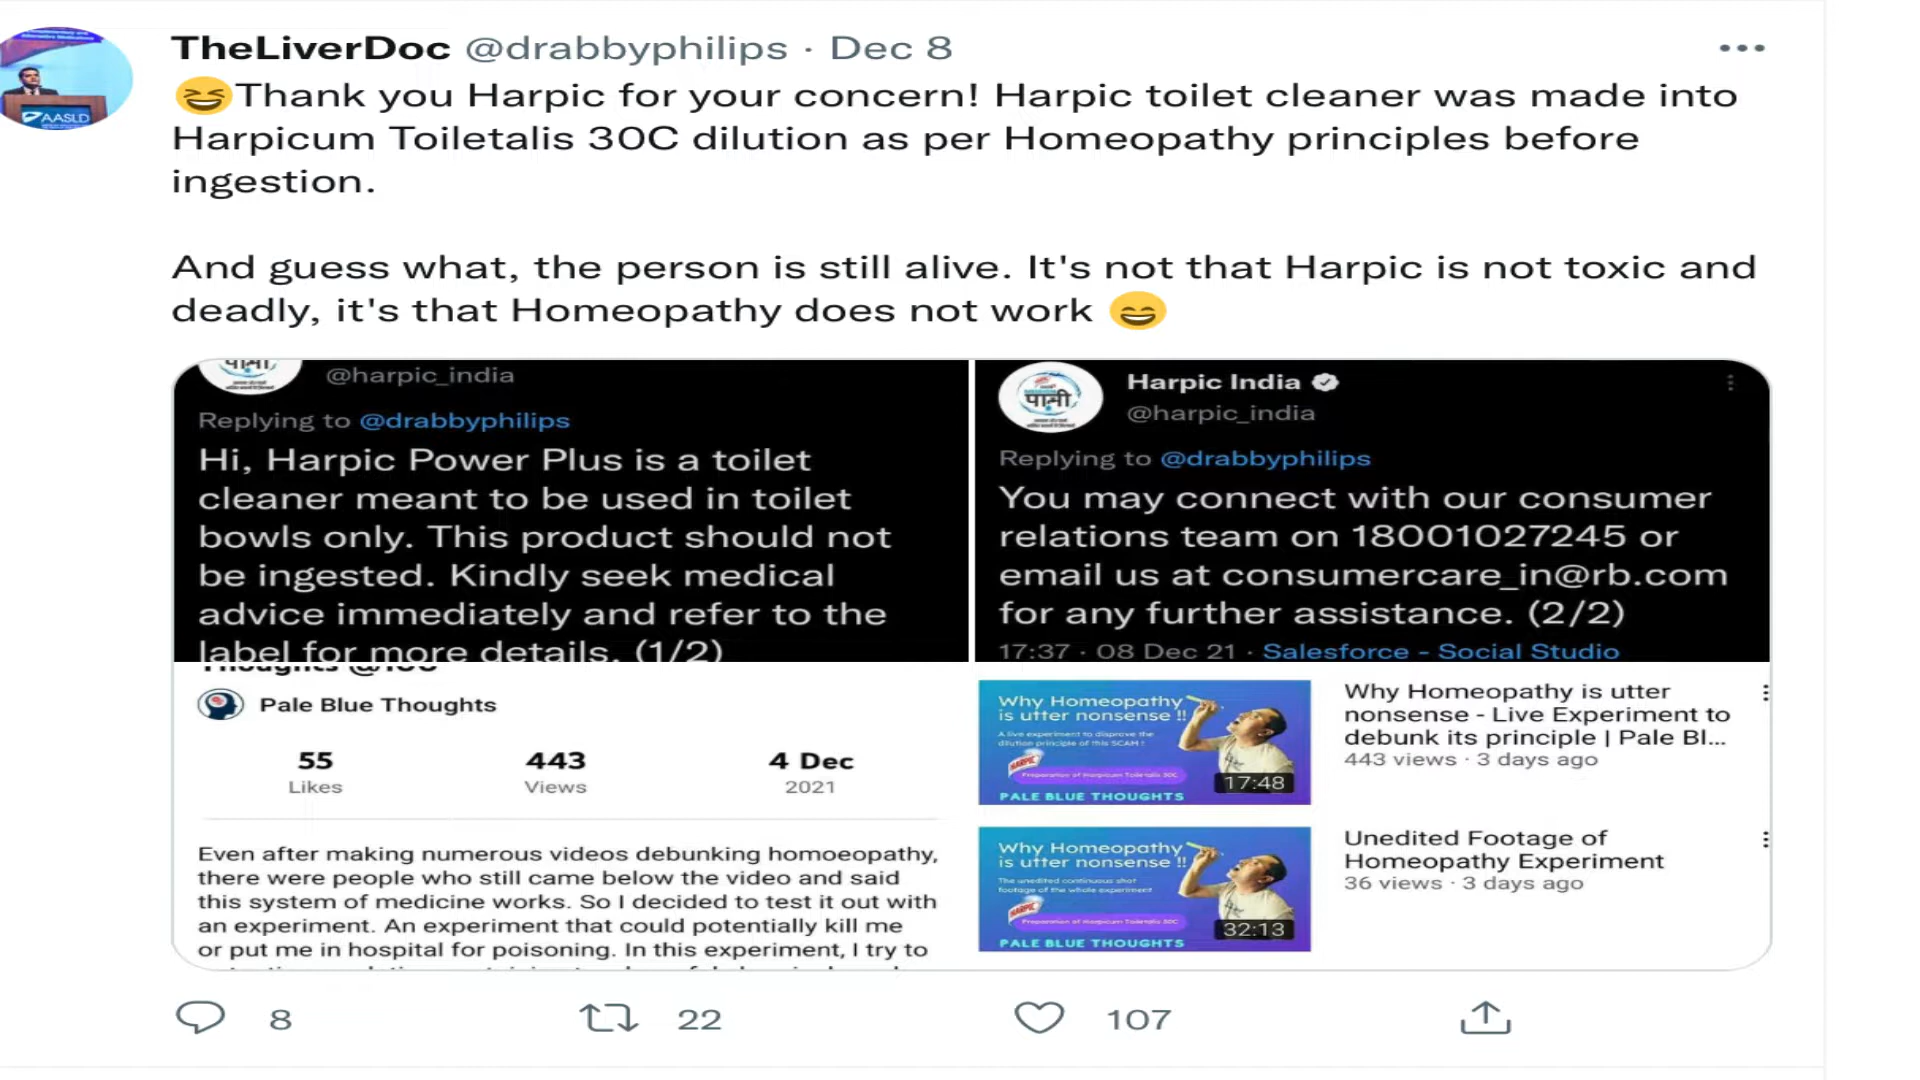 TheLiverDoc @drabbyphilips · Dec 8
😆Thank you Harpic for your concern! Harpic toilet cleaner was made into
Harpicum Toiletalis 30C dilution as per Homeopathy principles before
ingestion.
And guess what, the person is still alive. It's not that Harpic is not toxic and
deadly, it's that Homeopathy does not work 😄
AASLD
@harpic_india
Replying to @drabbyphilips
Hi, Harpic Power Plus is a toilet
cleaner meant to be used in toilet
bowls only. This product should not
be ingested. Kindly seek medical
advice immediately and refer to the
label for more details. (1/2)
पानी
Harpic India
@harpic_india
Replying to @drabbyphilips
You may connect with our consumer
relations team on 18001027245 or
email us at consumercare_in@rb.com
for any further assistance. (2/2)
17:37 · 08 Dec 21 · Salesforce - Social Studio
Pale Blue Thoughts
55 443 4 Dec
Likes Views 2021
Even after making numerous videos debunking homoeopathy,
there were people who still came below the video and said
this system of medicine works. So I decided to test it out with
an experiment. An experiment that could potentially kill me
or put me in hospital for poisoning. In this experiment, I try to
Why Homeopathy
is utter nonsense !!
A live experiment to disprove the
dilution principle of this SCAM !
HARPIC
Preparation of Harpicum Toiletalis 30C
17:48
PALE BLUE THOUGHTS
Why Homeopathy is utter
nonsense - Live Experiment to
debunk its principle | Pale Bl...
443 views · 3 days ago
Why Homeopathy
is utter nonsense !!
The unedited continuous shot
footage of the whole experiment
HARPIC
Preparation of Harpicum Toiletalis 30C
32:13
PALE BLUE THOUGHTS
Unedited Footage of
Homeopathy Experiment
36 views · 3 days ago
8 22 107